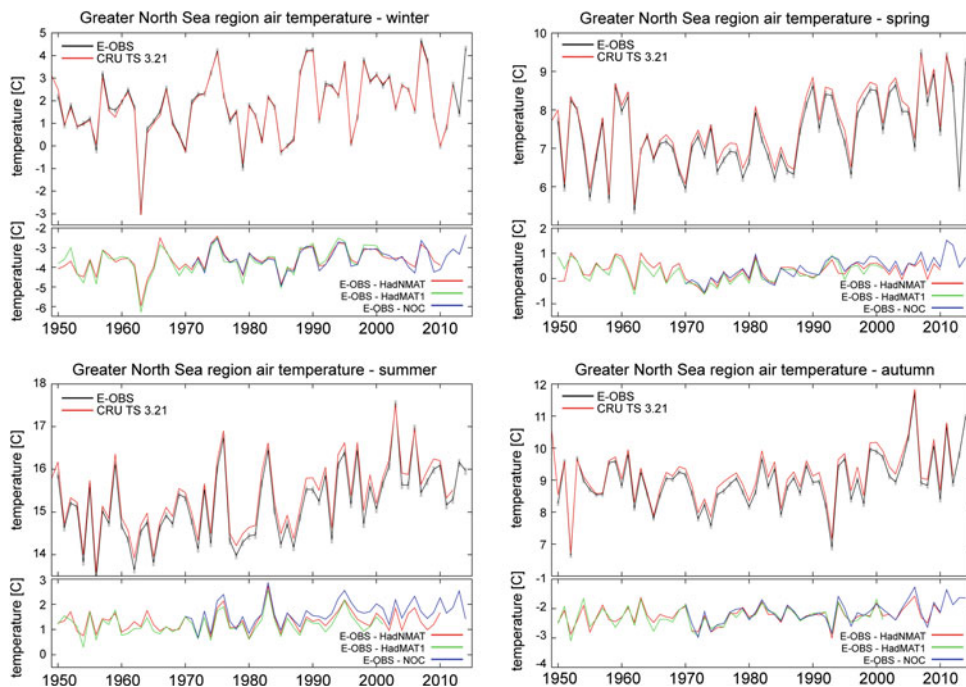 Greater North Sea region air temperature - winter
E-OBS
CRU TS 3.21
temperature [C]
5
4
3
2
1
0
-1
-2
-3
temperature [C]
-2
-3
-4
-5
-6
E-OBS - HadNMAT
E-OBS - HadMAT1
E-OBS - NOC
1950 1960 1970 1980 1990 2000 2010
Greater North Sea region air temperature - spring
E-OBS
CRU TS 3.21
temperature [C]
10
9
8
7
6
temperature [C]
2
1
0
-1
E-OBS - HadNMAT
E-OBS - HadMAT1
E-OBS - NOC
1950 1960 1970 1980 1990 2000 2010
Greater North Sea region air temperature - summer
E-OBS
CRU TS 3.21
temperature [C]
18
17
16
15
14
temperature [C]
3
2
1
0
E-OBS - HadNMAT
E-OBS - HadMAT1
E-OBS - NOC
1950 1960 1970 1980 1990 2000 2010
Greater North Sea region air temperature - autumn
E-OBS
CRU TS 3.21
temperature [C]
12
11
10
9
8
7
6
temperature [C]
-1
-2
-3
-4
E-OBS - HadNMAT
E-OBS - HadMAT1
E-OBS - NOC
1950 1960 1970 1980 1990 2000 2010